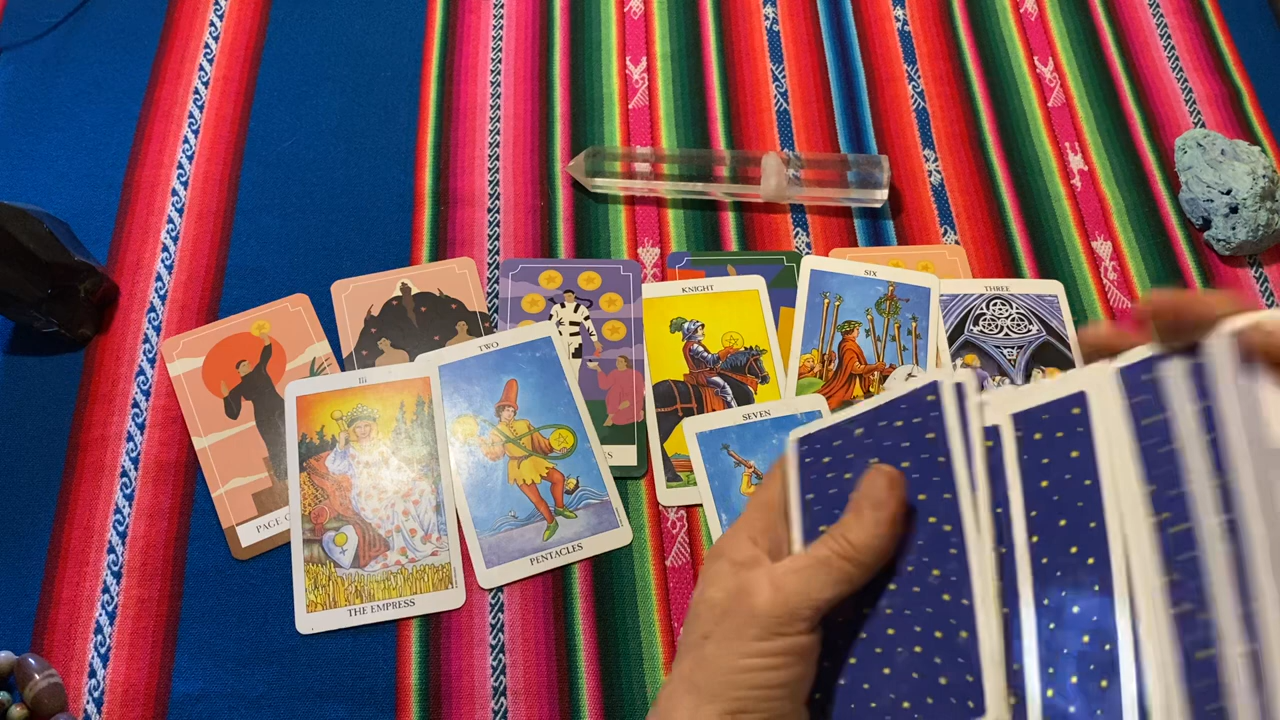 KNIGHT
SIX
THREE
TWO
III
SEVEN
PAGE
S
PENTACLES
THE EMPRESS